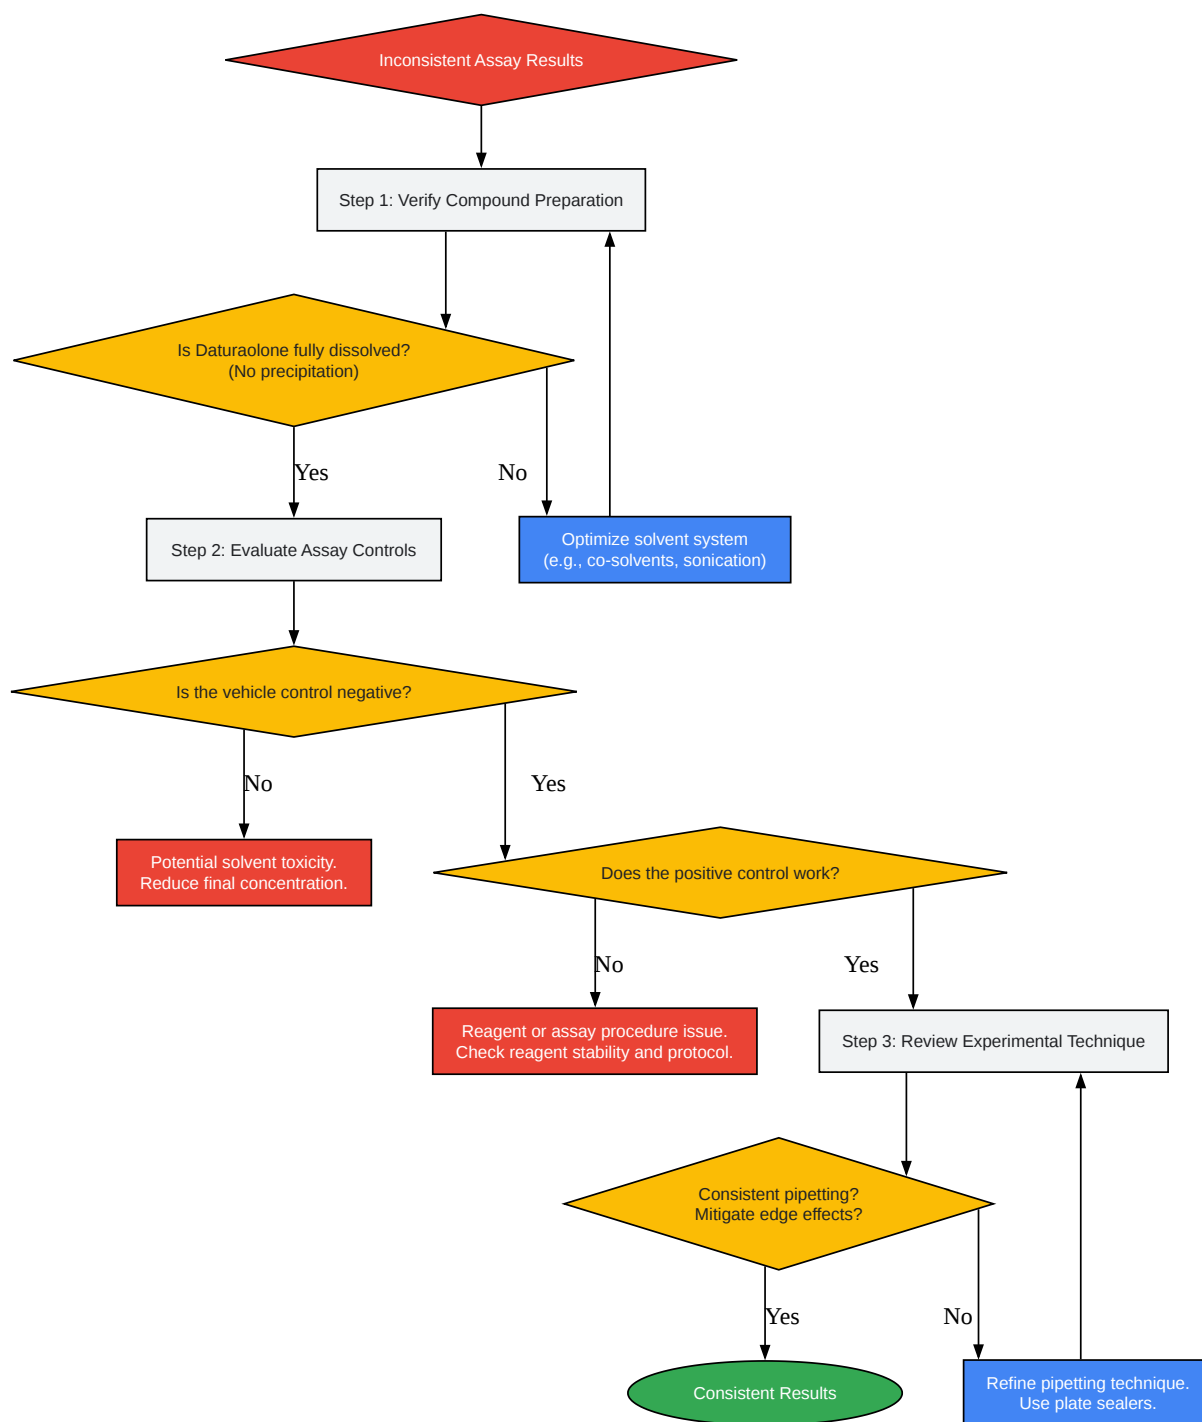 Inconsistent Assay Results
Step 1: Verify Compound Preparation
Is Daturaolone fully dissolved?
(No precipitation)
Yes
No
Step 2: Evaluate Assay Controls
Optimize solvent system
(e.g., co-solvents, sonication)
Is the vehicle control negative?
No
Yes
Potential solvent toxicity.
Reduce final concentration.
Does the positive control work?
No
Yes
Reagent or assay procedure issue.
Check reagent stability and protocol.
Step 3: Review Experimental Technique
Consistent pipetting?
Mitigate edge effects?
Yes
No
Consistent Results
Refine pipetting technique.
Use plate sealers.